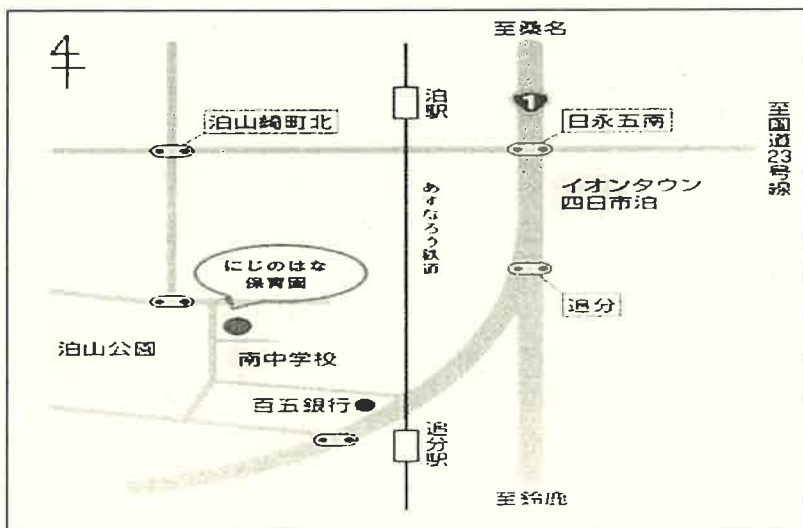 至桑名
泊駅
1
泊山崎町北
日永五南
至国道23号線
イオンタウン
四日市泊
あすなろう鉄道
にじのはな
保育園
追分
泊山公園
南中学校
百五銀行
追分駅
至鈴鹿